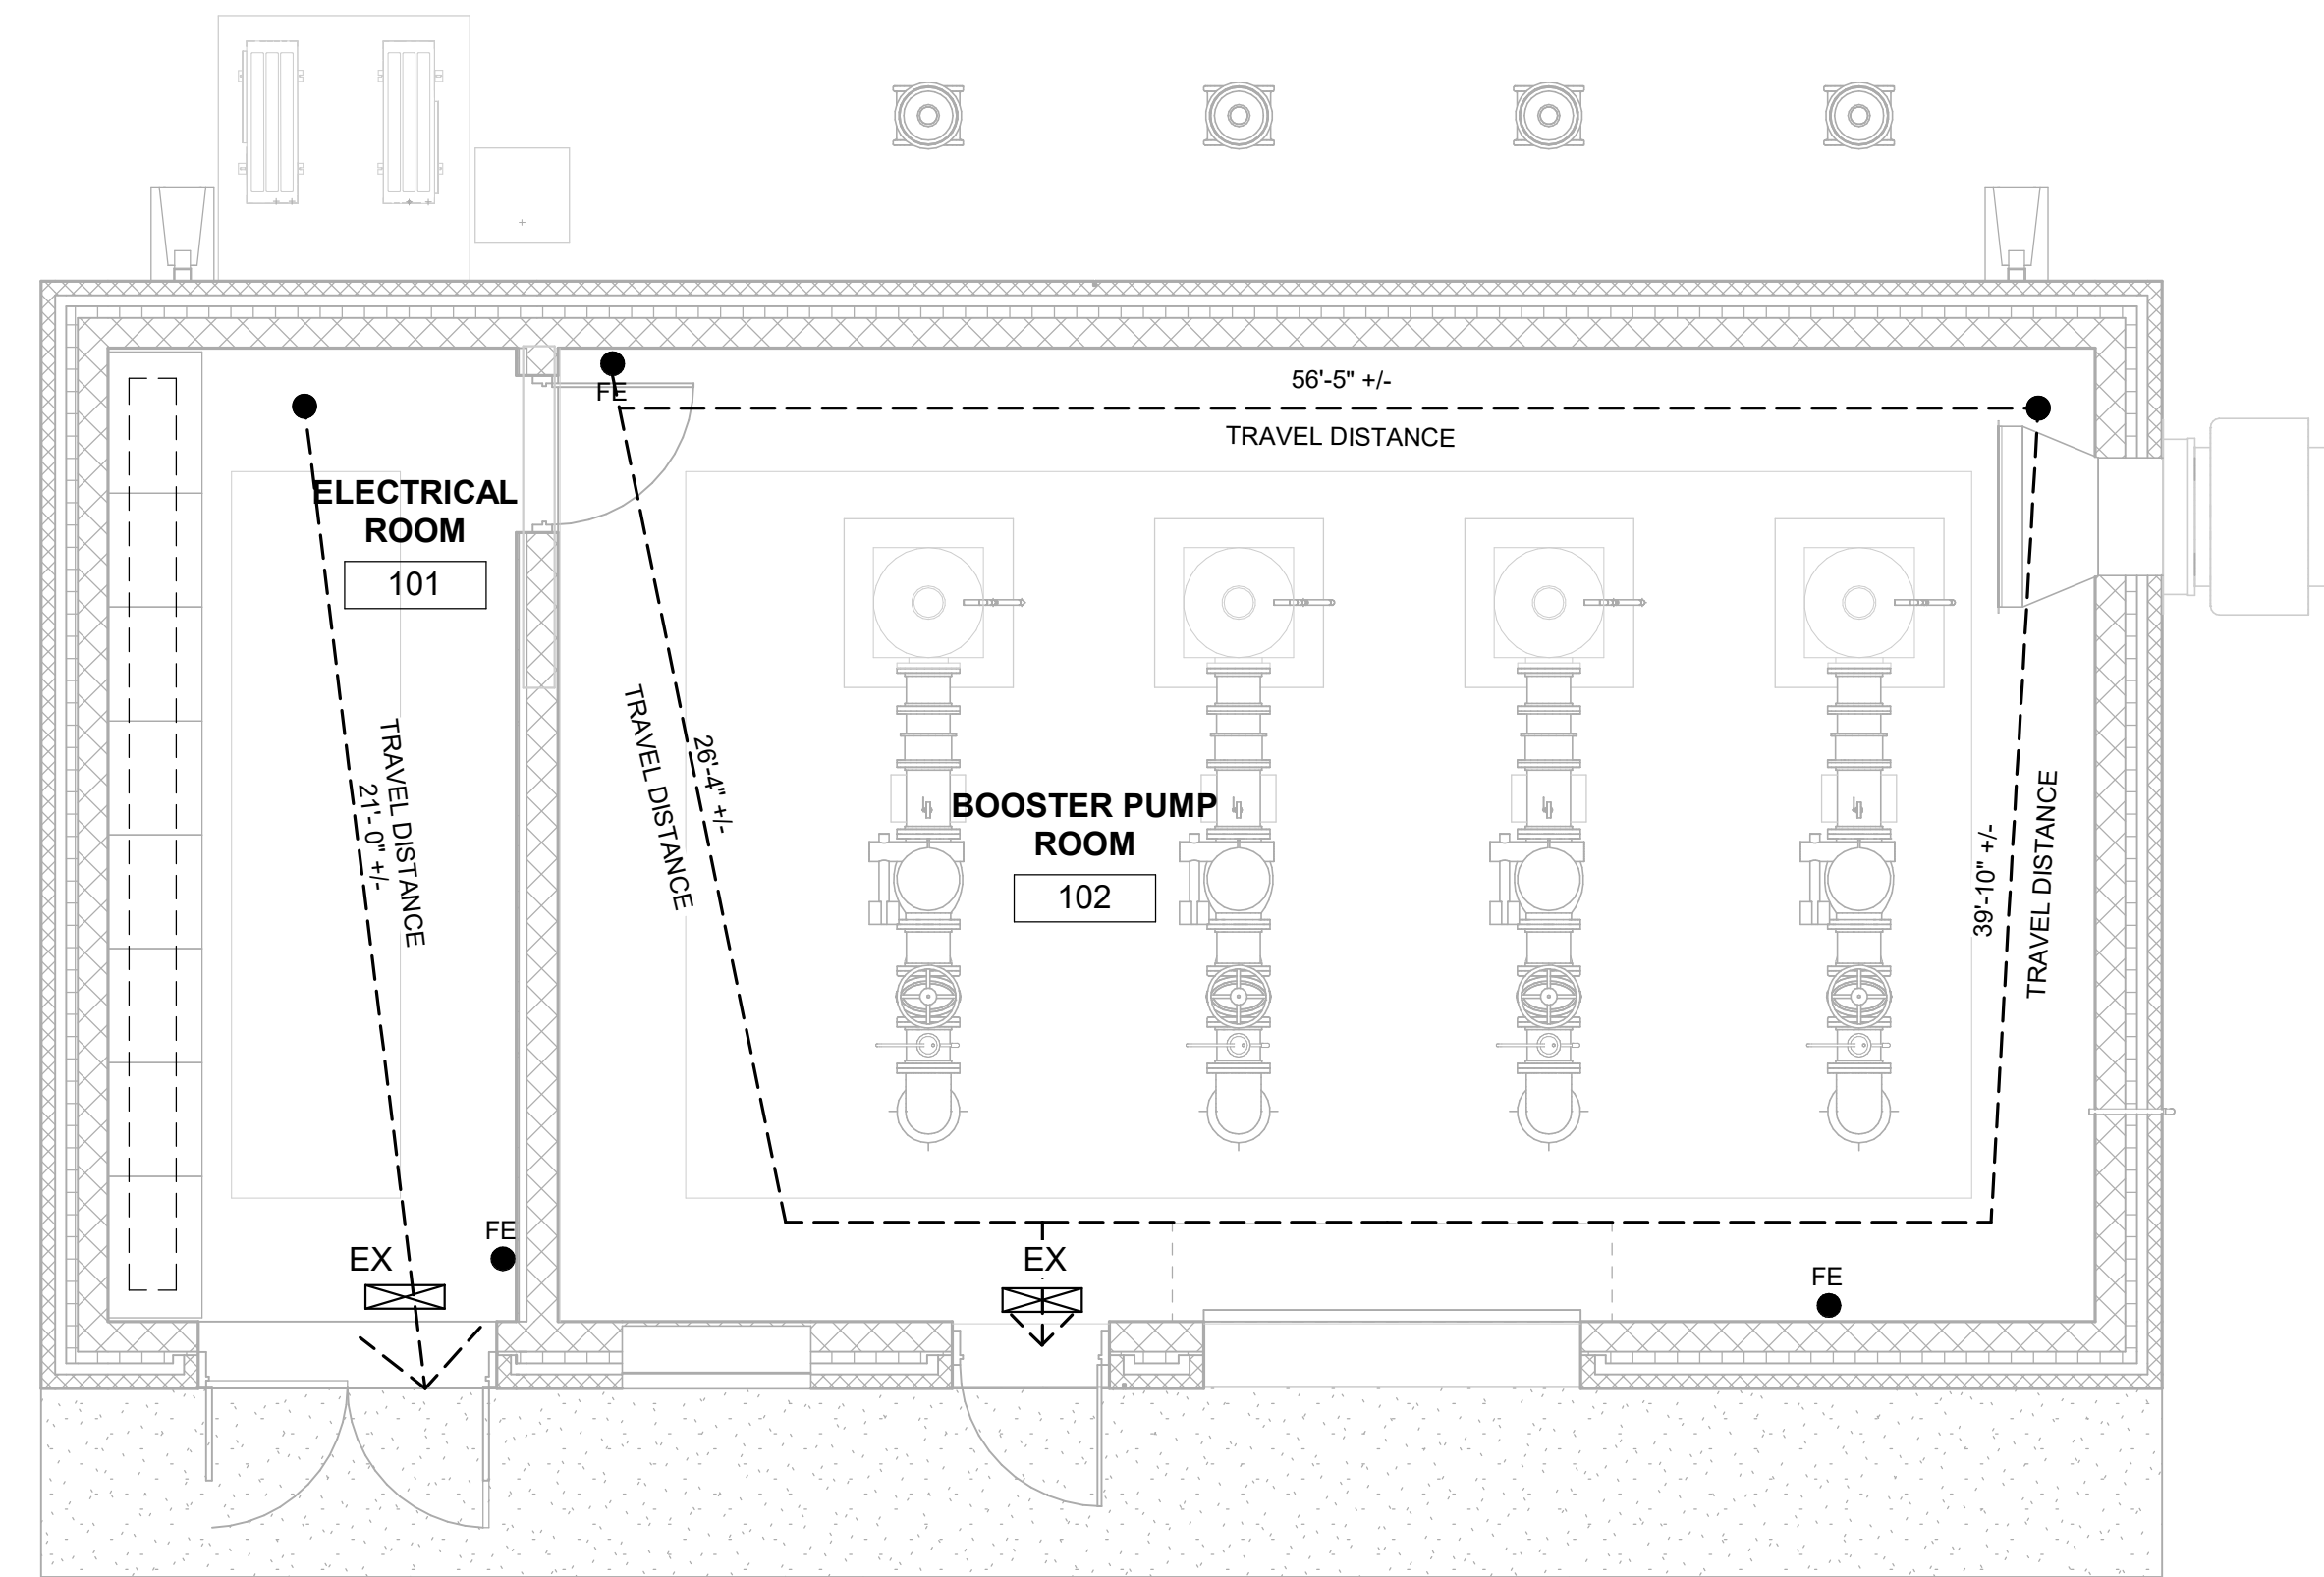 FE
56'-5" +/-
TRAVEL DISTANCE
ELECTRICAL
ROOM
101
TRAVEL DISTANCE
21'- 0" +/-
26'-4" +/-
TRAVEL DISTANCE
BOOSTER PUMP
ROOM
102
39'-10" +/-
TRAVEL DISTANCE
FE
EX
EX
FE